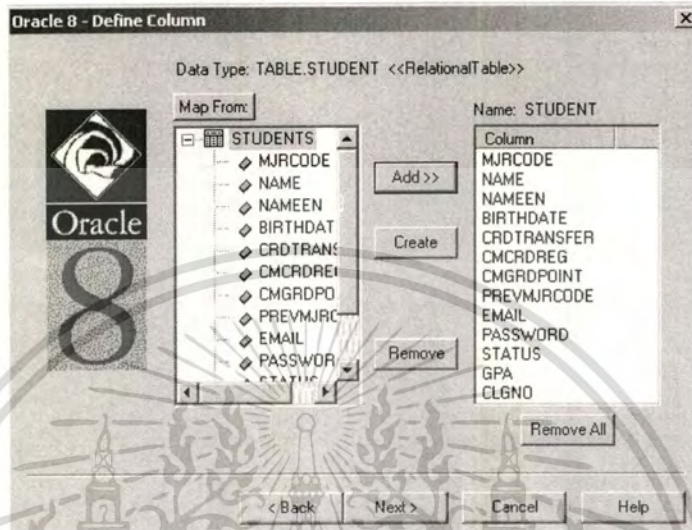 Oracle 8 - Define Column
Data Type: TABLE.STUDENT <<RelationalTable>>
Map From:
Name: STUDENT
STUDENTS
MJRCODE
NAME
NAMEEN
BIRTHDAT
CRDTRANS
CMCRDREI
CMGRDPO
PREVMJRC
EMAIL
PASSWOR
STATUS
Add >>
Create
Remove
Column
MJRCODE
NAME
NAMEEN
BIRTHDATE
CRDTRANSFER
CMCRDREG
CMGRDPOINT
PREVMJRCODE
EMAIL
PASSWORD
STATUS
GPA
CLGNO
Oracle
8
Remove All
< Back
Next >
Cancel
Help